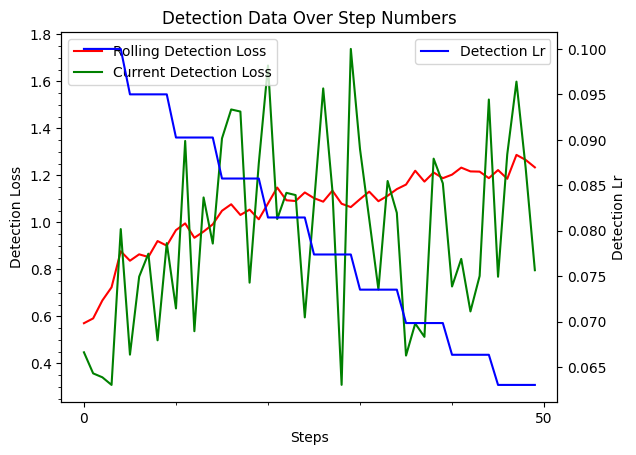 Detection Data Over Step Numbers
Rolling Detection Loss
Current Detection Loss
Detection Lr
1.8
1.6
1.4
1.2
1.0
0.8
0.6
0.4
Detection Loss
0.100
0.095
0.090
0.085
0.080
0.075
0.070
0.065
Detection Lr
0
50
Steps